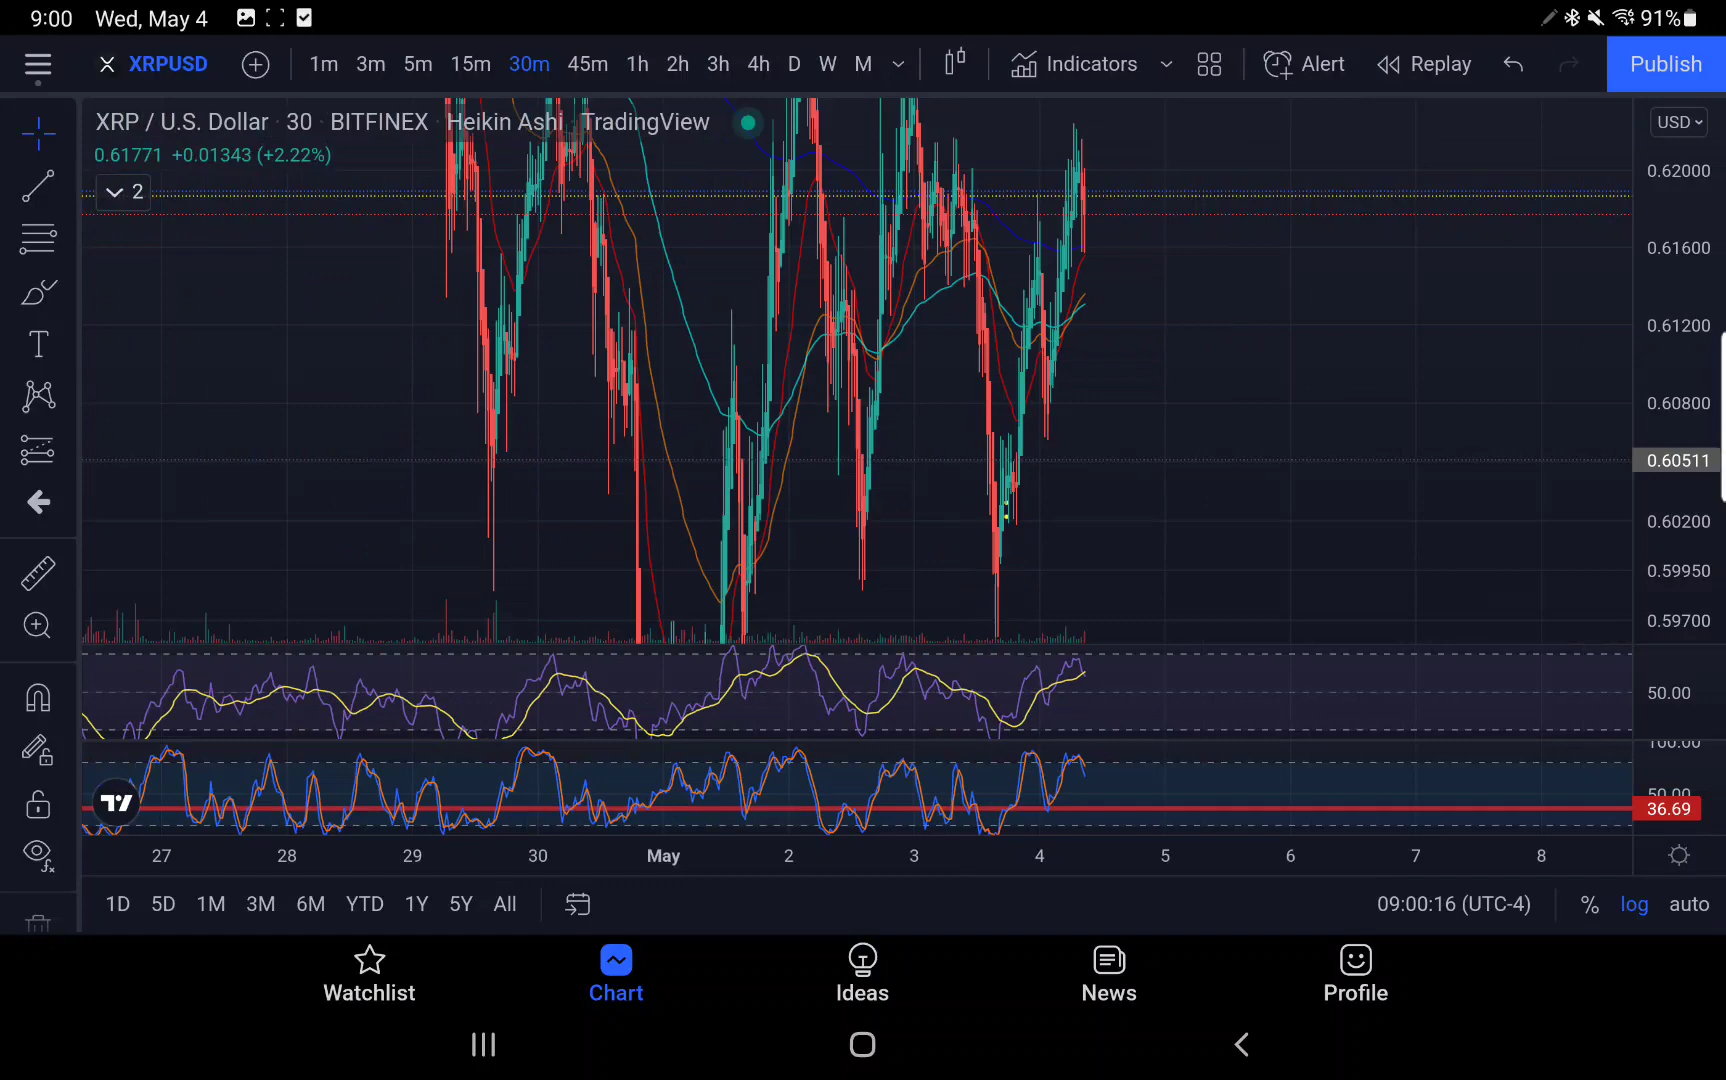 9:00 Wed, May 4 91%
XRPUSD 1m 3m 5m 15m 30m 45m 1h 2h 3h 4h D W M Indicators Alert Replay Publish
XRP / U.S. Dollar · 30 · BITFINEX · Heikin Ashi · TradingView
USD
0.61771 +0.01343 (+2.22%)
2
0.62000
0.61600
0.61200
0.60800
0.60511
0.60200
0.59950
0.59700
50.00
100.00
50.00
36.69
27 28 29 30 May 2 3 4 5 6 7 8
1D 5D 1M 3M 6M YTD 1Y 5Y All 09:00:16 (UTC-4) % log auto
Watchlist Chart Ideas News Profile